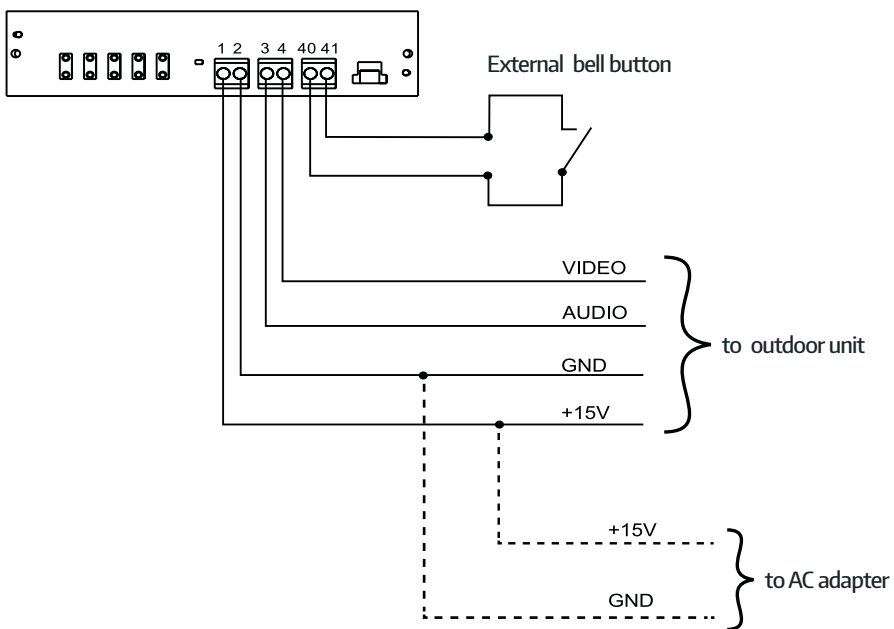 1 2 3 4 40 41
External bell button
VIDEO
AUDIO
to outdoor unit
GND
+15V
+15V
to AC adapter
GND